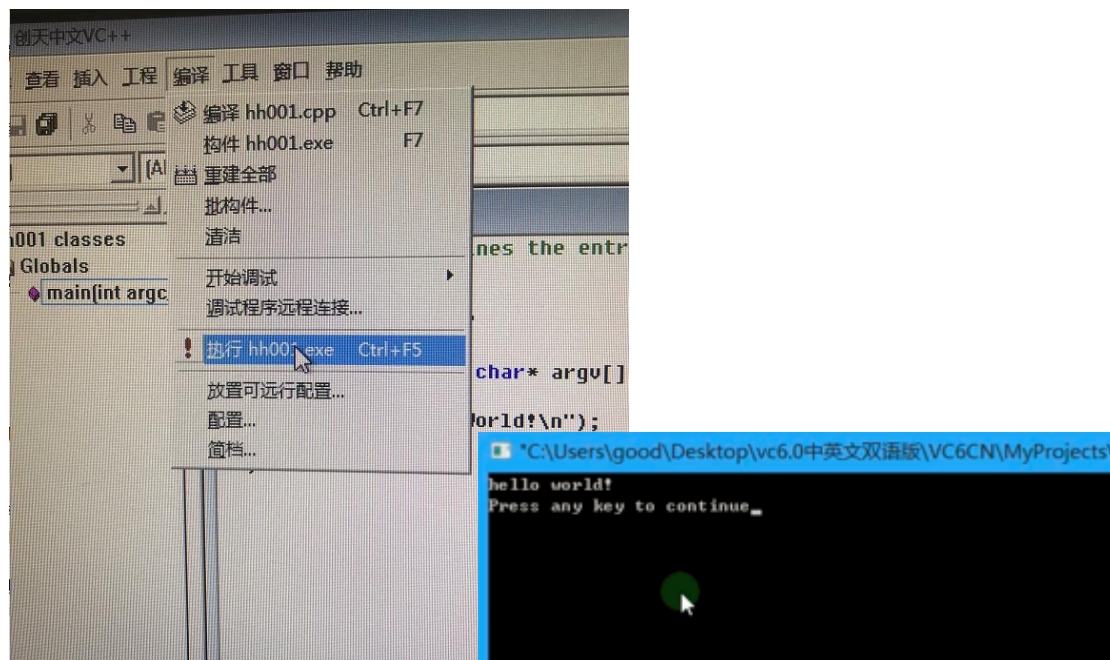 创天中文VC++
查看 插入 工程 编译 工具 窗口 帮助
编译 hh001.cpp Ctrl+F7
构件 hh001.exe F7
重建全部
批构件...
清洁
开始调试
调试程序远程连接...
执行 hh001.exe Ctrl+F5
放置可远行配置...
配置...
简档...
001 classes
Globals
main(int argc
nes the entr
char* argv[]
orld!\n");
"C:\Users\good\Desktop\vc6.0中英文双语版\VC6CN\MyProjects\
hello world!
Press any key to continue_